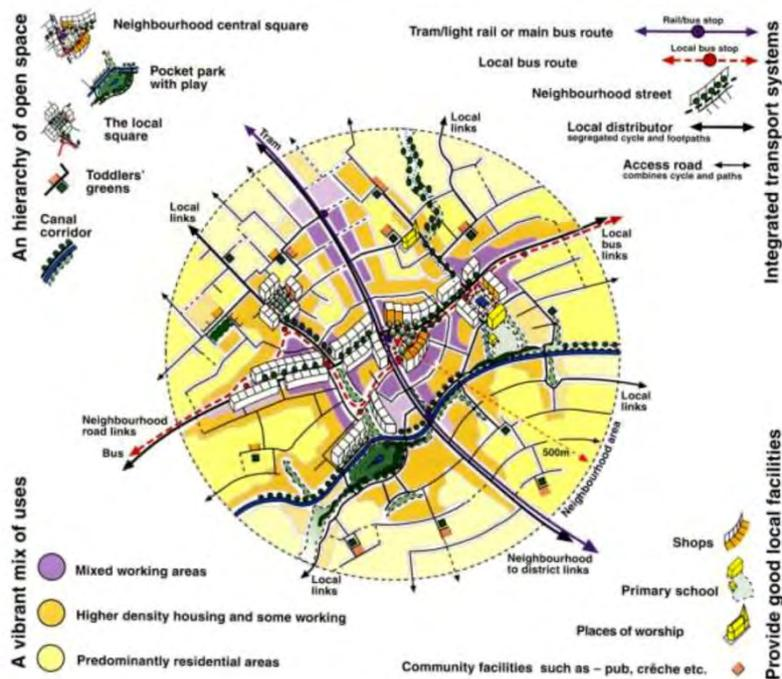 An hierarchy of open space
Neighbourhood central square
Pocket park
with play
The local
square
Toddlers'
greens
Canal
corridor
Integrated transport systems
Tram/light rail or main bus route
Rail/bus stop
Local bus route
Local bus stop
Neighbourhood street
Local distributor
segregated cycle and footpaths
Access road
combines cycle and paths
Tram
Local
links
Local
links
Local
bus
links
Neighbourhood
road links
Bus
Local
links
500m
Neighbourhood area
Local
links
Neighbourhood
to district links
A vibrant mix of uses
Mixed working areas
Higher density housing and some working
Predominantly residential areas
Provide good local facilities
Shops
Primary school
Places of worship
Community facilities such as – pub, créche etc.